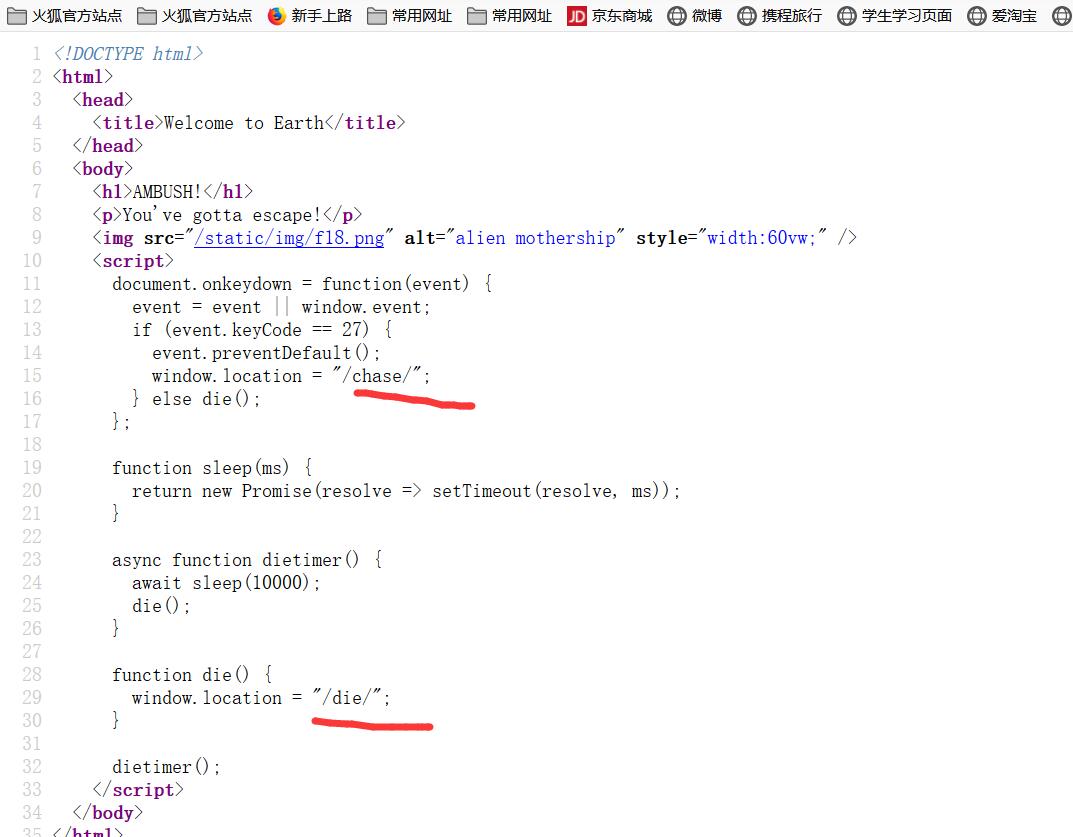 火狐官方站点 火狐官方站点 新手上路 常用网址 常用网址 JD 京东商城 微博 携程旅行 学生学习页面 爱淘宝
1 <!DOCTYPE html>
2 <html>
3 <head>
4 <title>Welcome to Earth</title>
5 </head>
6 <body>
7 <h1>AMBUSH!</h1>
8 <p>You've gotta escape!</p>
9 <img src="/static/img/f18.png" alt="alien mothership" style="width:60vw;" />
10 <script>
11 document.onkeydown = function(event) {
12 event = event || window.event;
13 if (event.keyCode == 27) {
14 event.preventDefault();
15 window.location = "/chase/";
16 } else die();
17 };
18
19 function sleep(ms) {
20 return new Promise(resolve => setTimeout(resolve, ms));
21 }
22
23 async function dietimer() {
24 await sleep(10000);
25 die();
26 }
27
28 function die() {
29 window.location = "/die/";
30 }
31
32 dietimer();
33 </script>
34 </body>
35 </html>